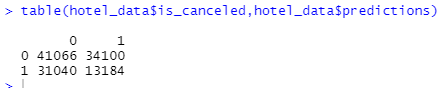 > table(hotel_data$is_canceled,hotel_data$predictions)
0 1
0 41066 34100
1 31040 13184
>